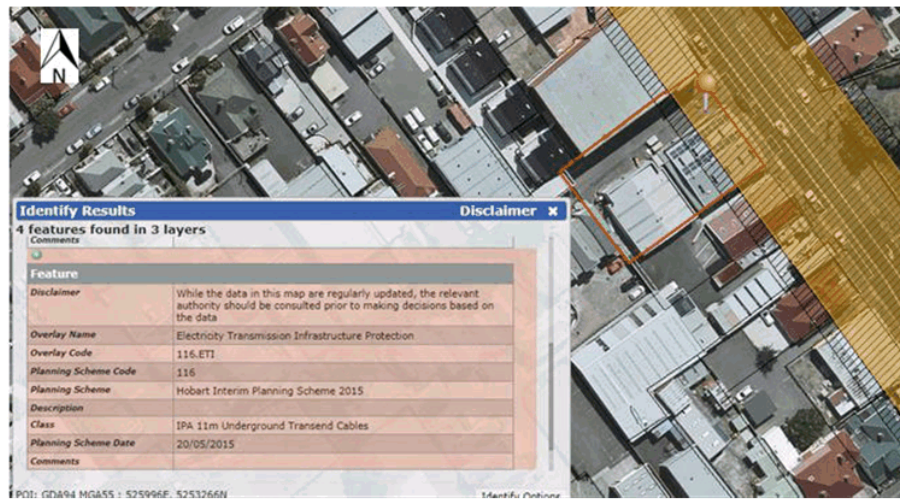 N
Identify Results Disclaimer ×
4 features found in 3 layers
Comments
Feature
Disclaimer While the data in this map are regularly updated, the relevant
authority should be consulted prior to making decisions based on
the data
Overlay Name Electricity Transmission Infrastructure Protection
Overlay Code 116.ETI
Planning Scheme Code 116
Planning Scheme Hobart Interim Planning Scheme 2015
Description
Class IPA 11m Underground Transend Cables
Planning Scheme Date 20/05/2015
Comments
POI: GDA94 MGA55 : 525996E, 5253266N Identify Options